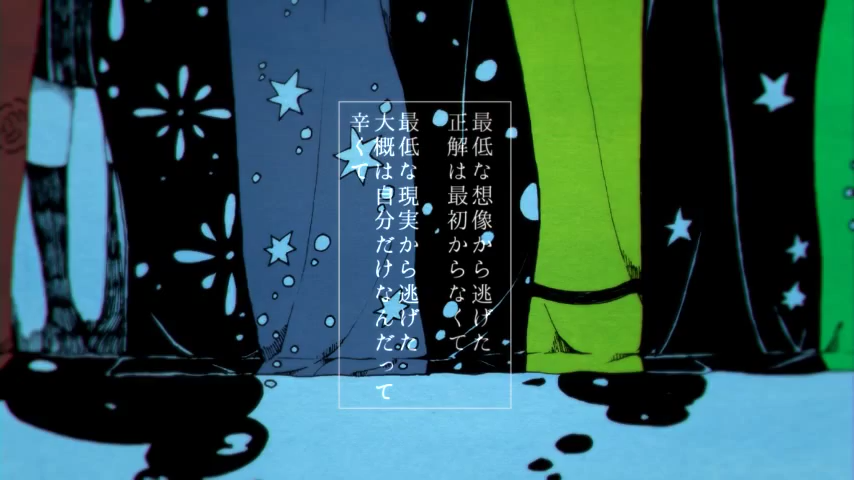 最低な想像から逃げた
正解は最初からなくて
最低な現実から逃げた
大概は自分だけなんだって
辛くて